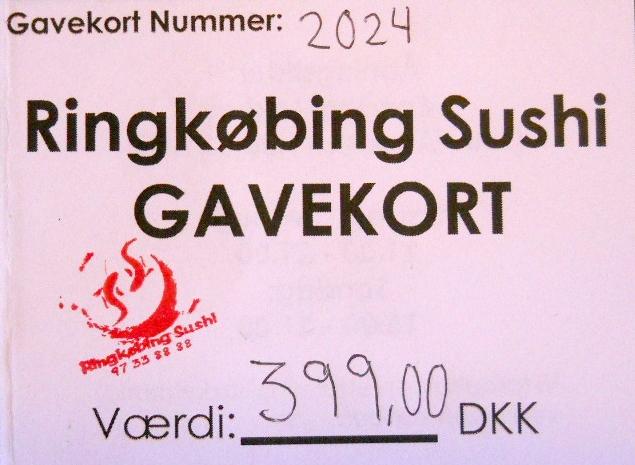 Gavekort Nummer: 2024
Ringkøbing Sushi
GAVEKORT
Ringkøbing Sushi
97 33 88 88
Værdi: 399,00 DKK